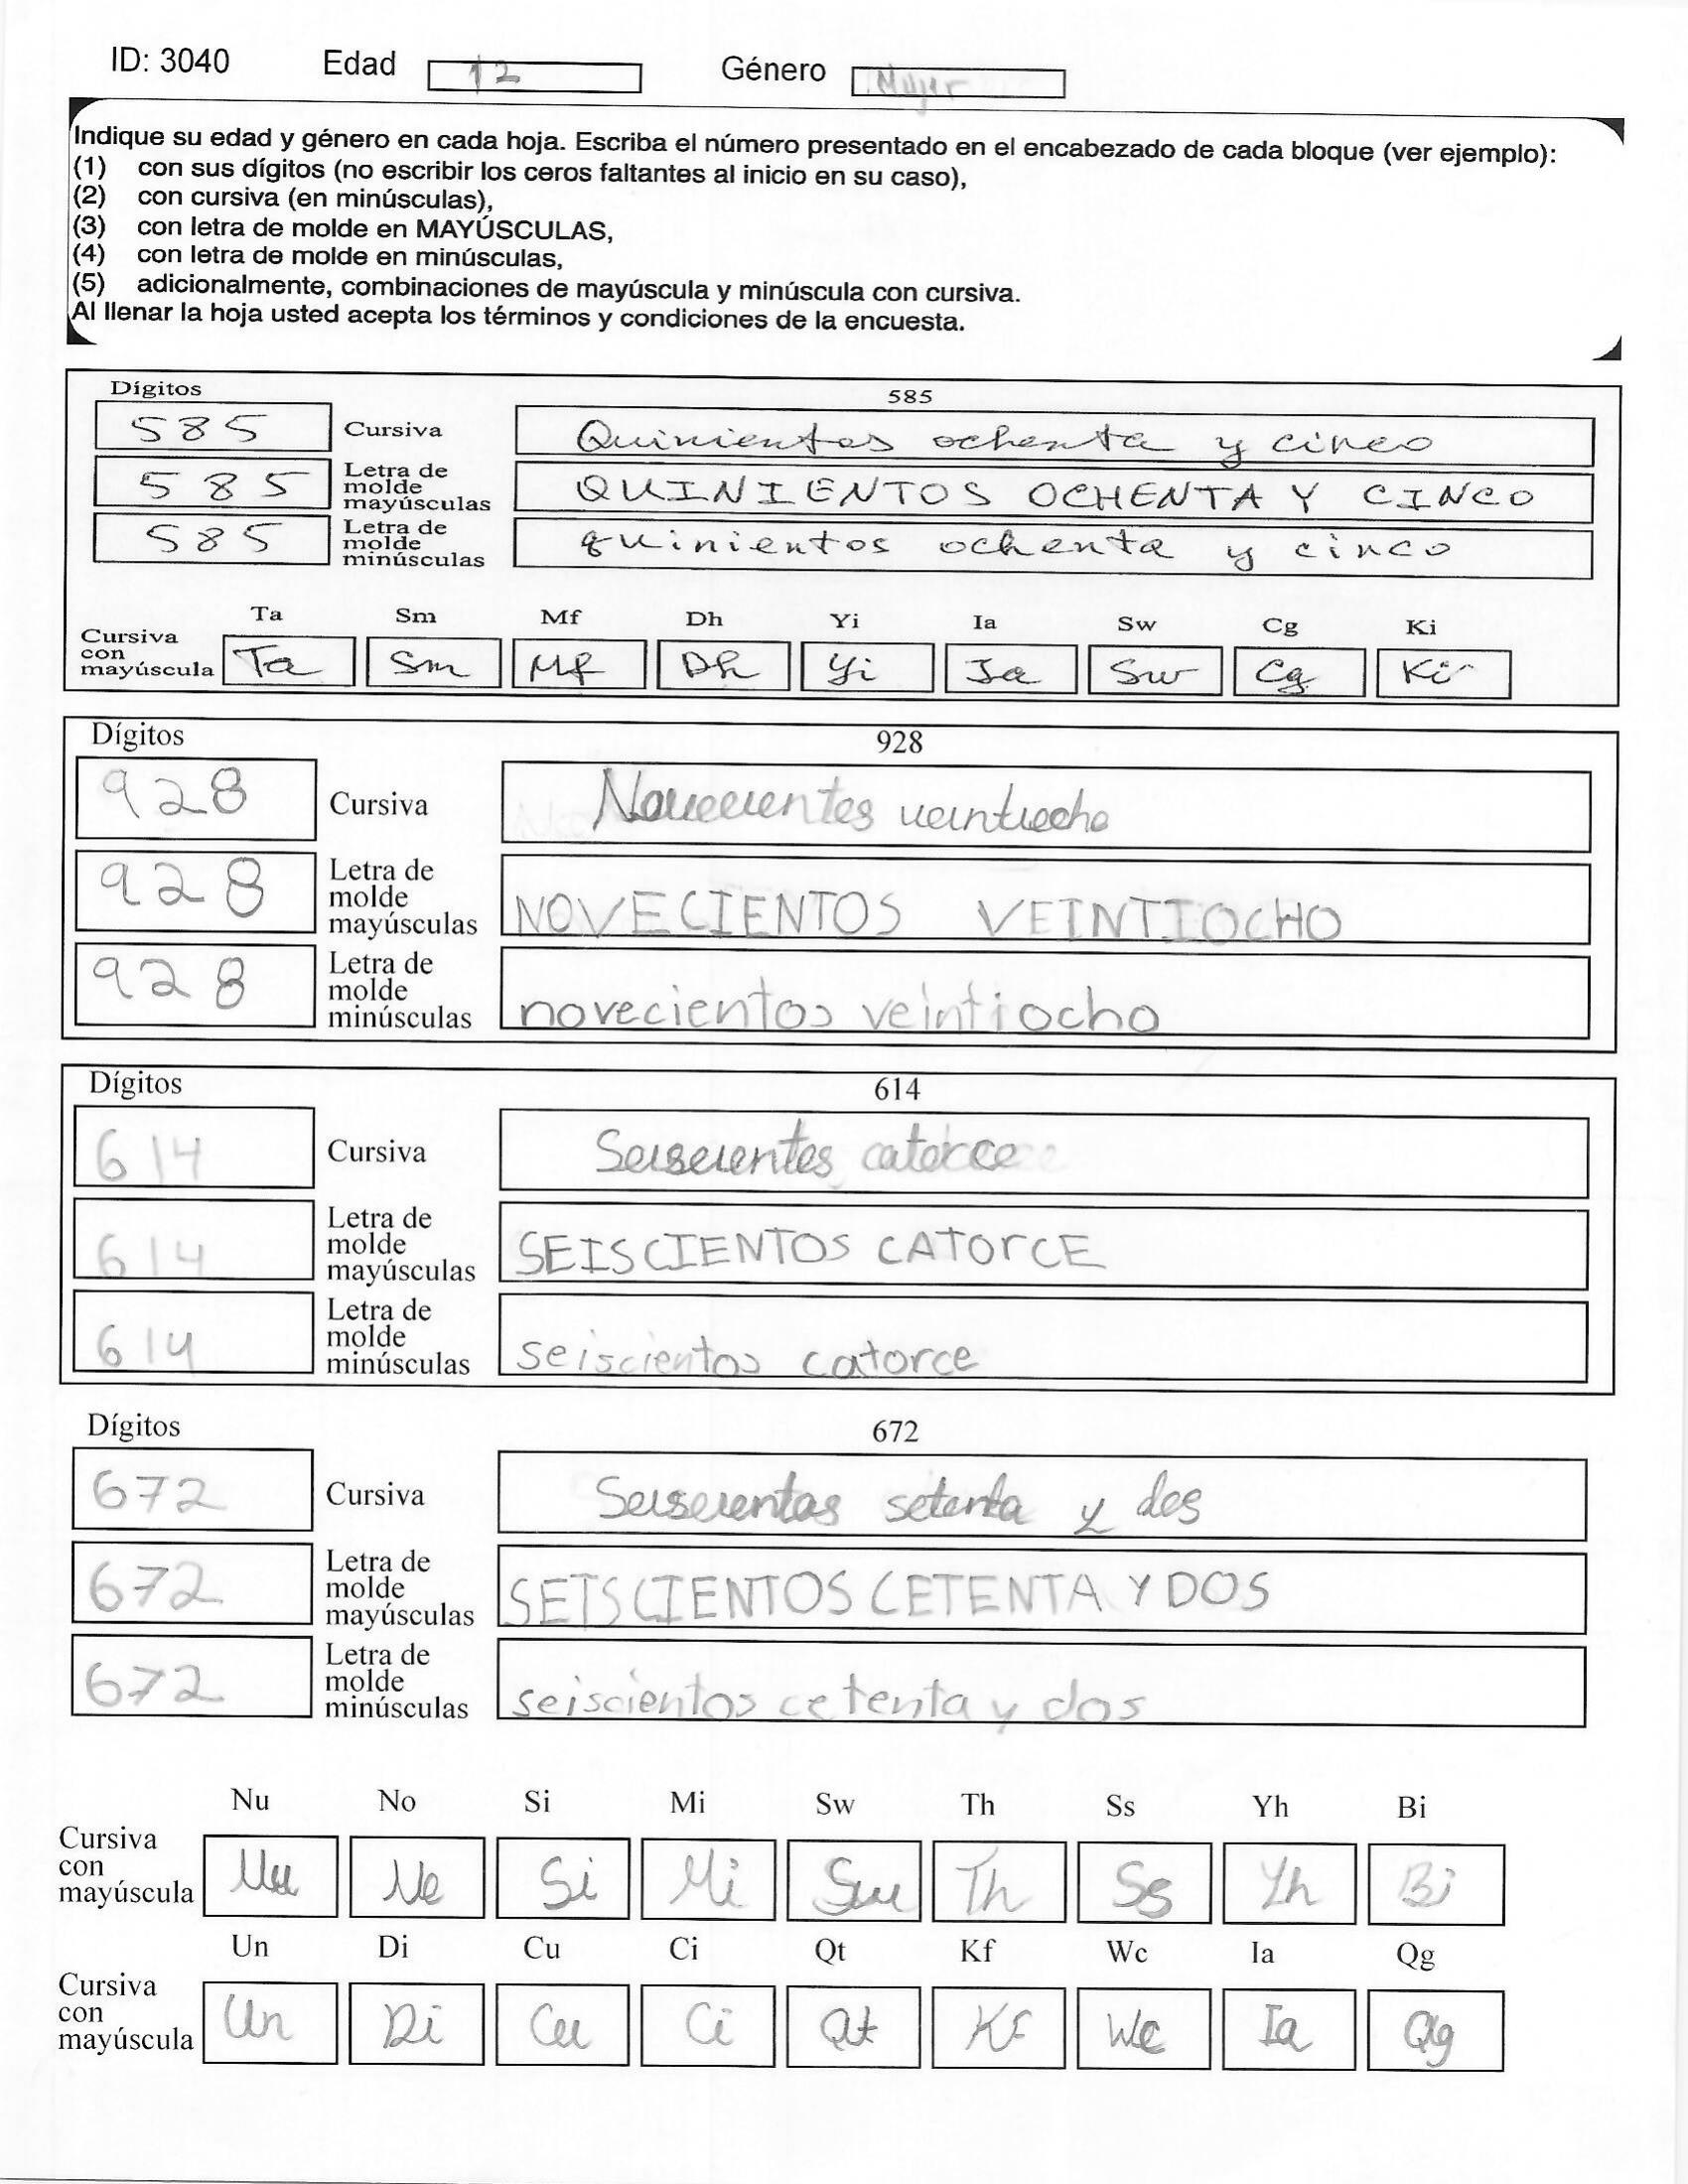 ID: 3040 Edad 12 Género Mujer
Indique su edad y género en cada hoja. Escriba el número presentado en el encabezado de cada bloque (ver ejemplo):
(1) con sus dígitos (no escribir los ceros faltantes al inicio en su caso),
(2) con cursiva (en minúsculas),
(3) con letra de molde en MAYÚSCULAS,
(4) con letra de molde en minúsculas,
(5) adicionalmente, combinaciones de mayúscula y minúscula con cursiva.
Al llenar la hoja usted acepta los términos y condiciones de la encuesta.
Dígitos 585
585 Cursiva Quinientos ochenta y cinco
585 Letra de molde mayúsculas QUINIENTOS OCHENTA Y CINCO
585 Letra de molde minúsculas quinientos ochenta y cinco
Ta Sm Mf Dh Yi Ia Sw Cg Ki
Cursiva con mayúscula Ta Sm Mf Dh Yi Ia Sw Cg Ki
Dígitos 928
928 Cursiva Novecientos veintiocho
928 Letra de molde mayúsculas NOVECIENTOS VEINTIOCHO
928 Letra de molde minúsculas novecientos veintiocho
Dígitos 614
614 Cursiva Seiscientos catorce
614 Letra de molde mayúsculas SEISCIENTOS CATORCE
614 Letra de molde minúsculas seiscientos catorce
Dígitos 672
672 Cursiva Seiscientos setenta y dos
672 Letra de molde mayúsculas SEISCIENTOS CETENTA Y DOS
672 Letra de molde minúsculas seiscientos cetenta y dos
Nu No Si Mi Sw Th Ss Yh Bi
Cursiva con mayúscula Nu No Si Mi Sw Th Ss Yh Bi
Un Di Cu Ci Qt Kf Wc Ia Qg
Cursiva con mayúscula Un Di Cu Ci Qt Kf Wc Ia Qg